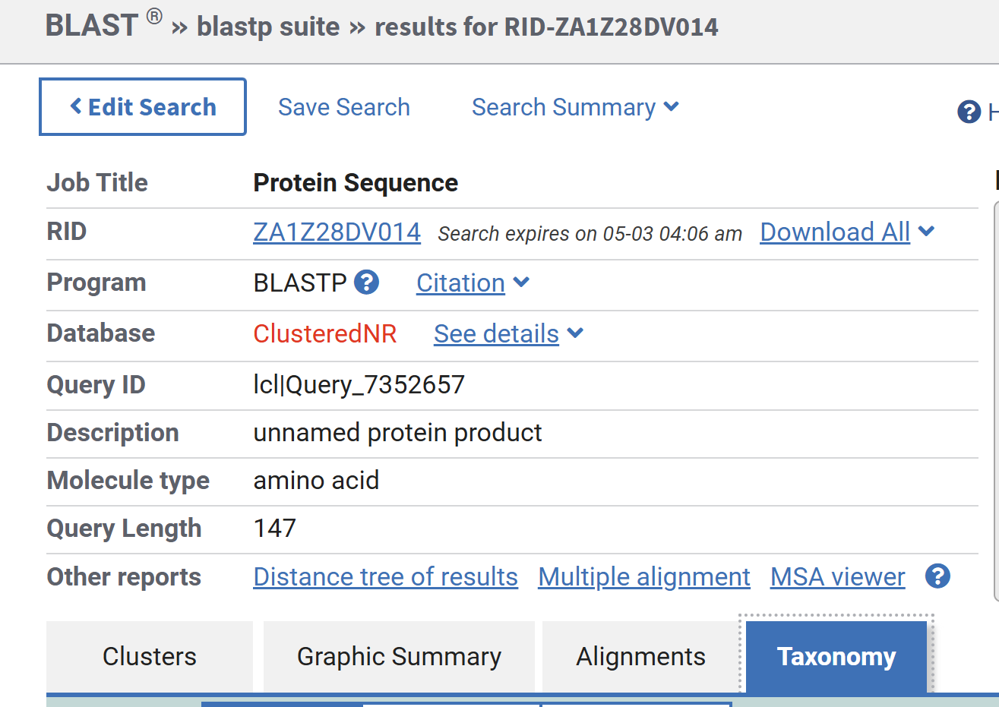 BLAST ® » blastp suite » results for RID-ZA1Z28DV014
Edit Search Save Search Search Summary
Job Title Protein Sequence
RID ZA1Z28DV014 Search expires on 05-03 04:06 am Download All
Program BLASTP ? Citation
Database ClusteredNR See details
Query ID lcl|Query_7352657
Description unnamed protein product
Molecule type amino acid
Query Length 147
Other reports Distance tree of results Multiple alignment MSA viewer ?
Clusters Graphic Summary Alignments Taxonomy